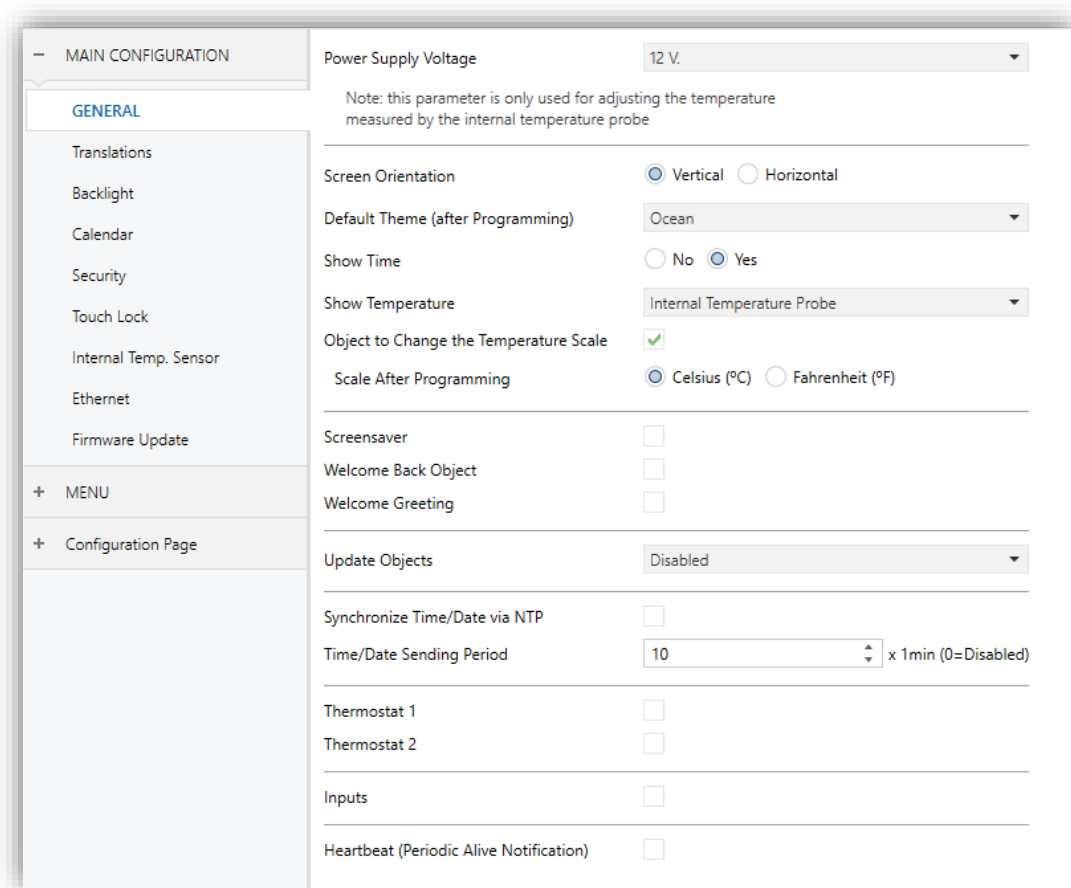 MAIN CONFIGURATION
GENERAL
Translations
Backlight
Calendar
Security
Touch Lock
Internal Temp. Sensor
Ethernet
Firmware Update
MENU
Configuration Page
Power Supply Voltage 12 V.
Note: this parameter is only used for adjusting the temperature
measured by the internal temperature probe
Screen Orientation Vertical Horizontal
Default Theme (after Programming) Ocean
Show Time No Yes
Show Temperature Internal Temperature Probe
Object to Change the Temperature Scale
Scale After Programming Celsius (ºC) Fahrenheit (ºF)
Screensaver
Welcome Back Object
Welcome Greeting
Update Objects Disabled
Synchronize Time/Date via NTP
Time/Date Sending Period 10 x 1min (0=Disabled)
Thermostat 1
Thermostat 2
Inputs
Heartbeat (Periodic Alive Notification)